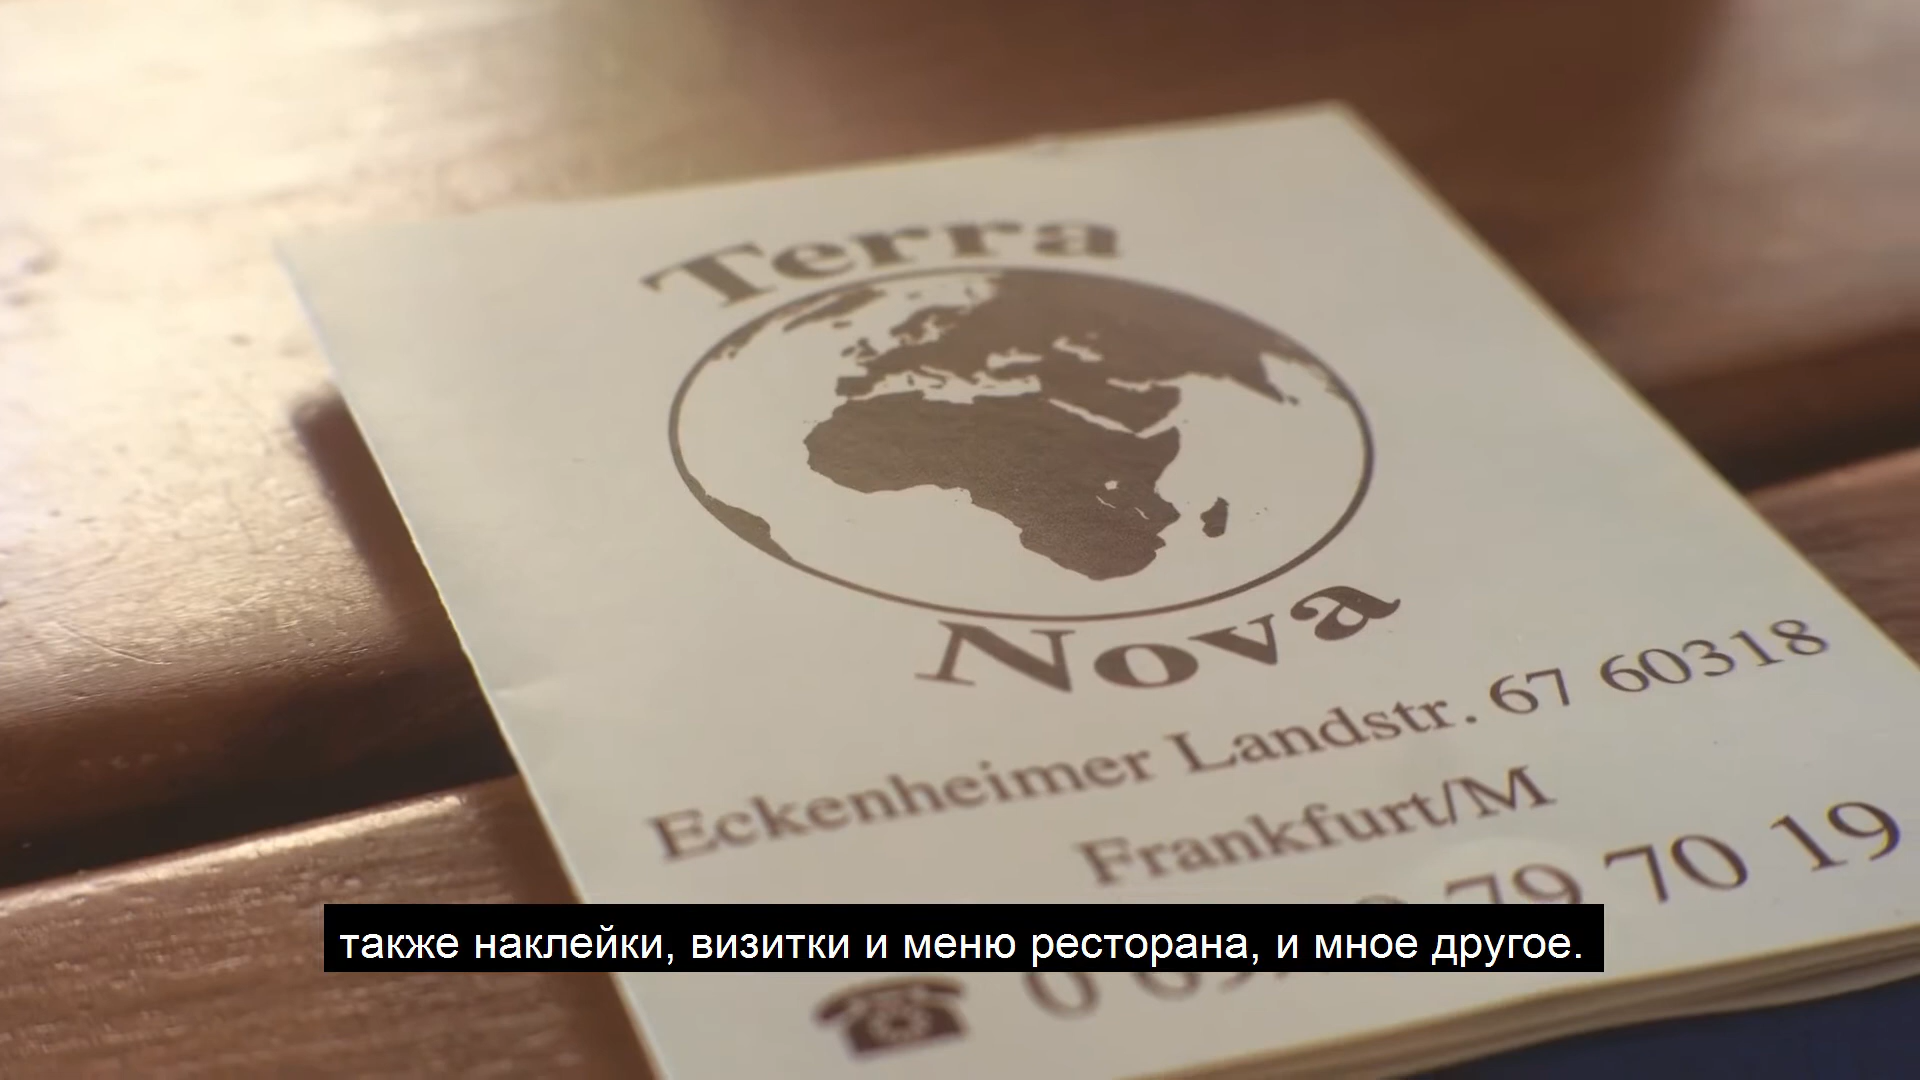 Terra
Nova
Eckenheimer Landstr. 67 60318
Frankfurt/M
79 70 19
также наклейки, визитки и меню ресторана, и мное другое.